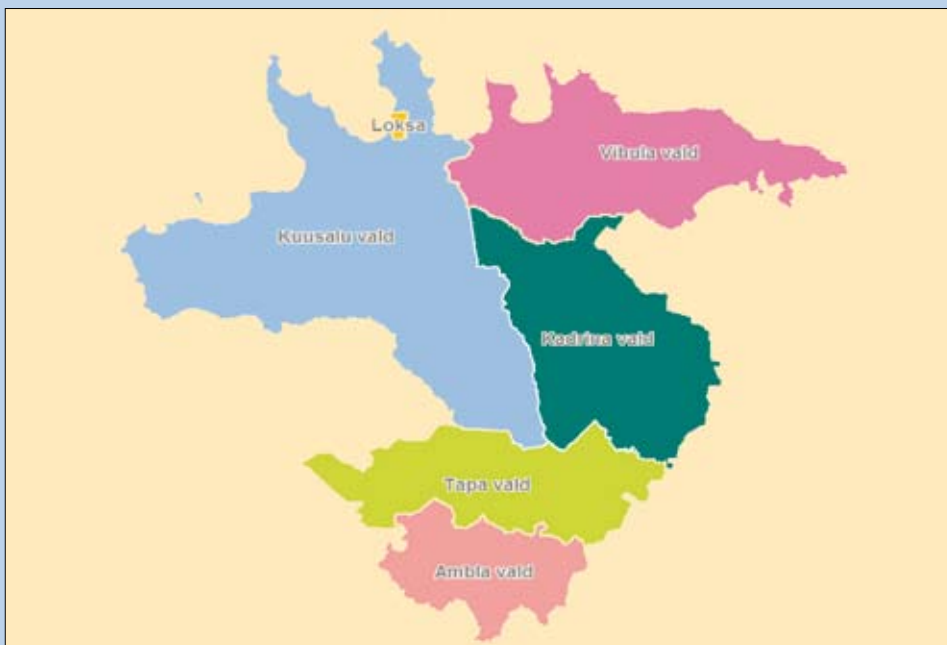 Loksa
Vihula vald
Kuusalu vald
Kadrina vald
Tapa vald
Ambla vald